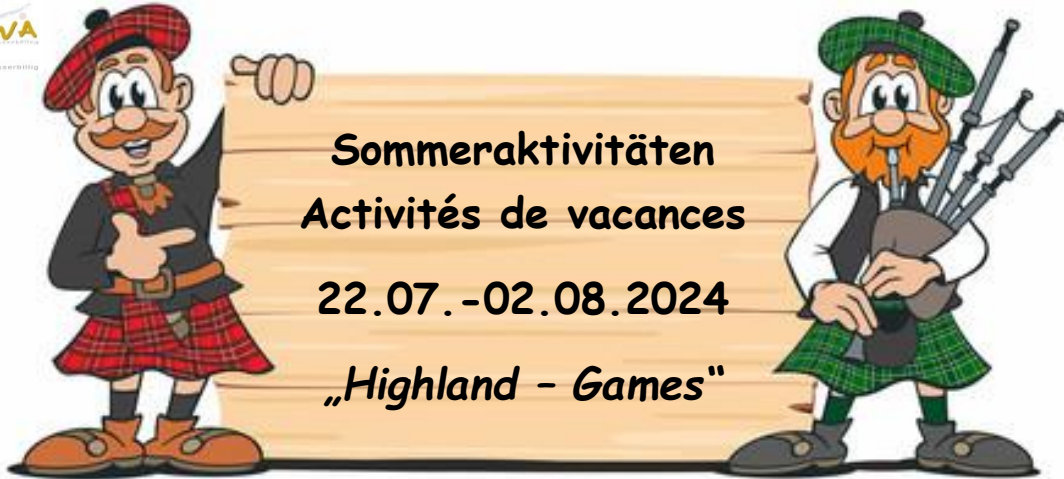 Sommeraktivitäten
Activités de vacances
22.07.-02.08.2024
„Highland – Games“